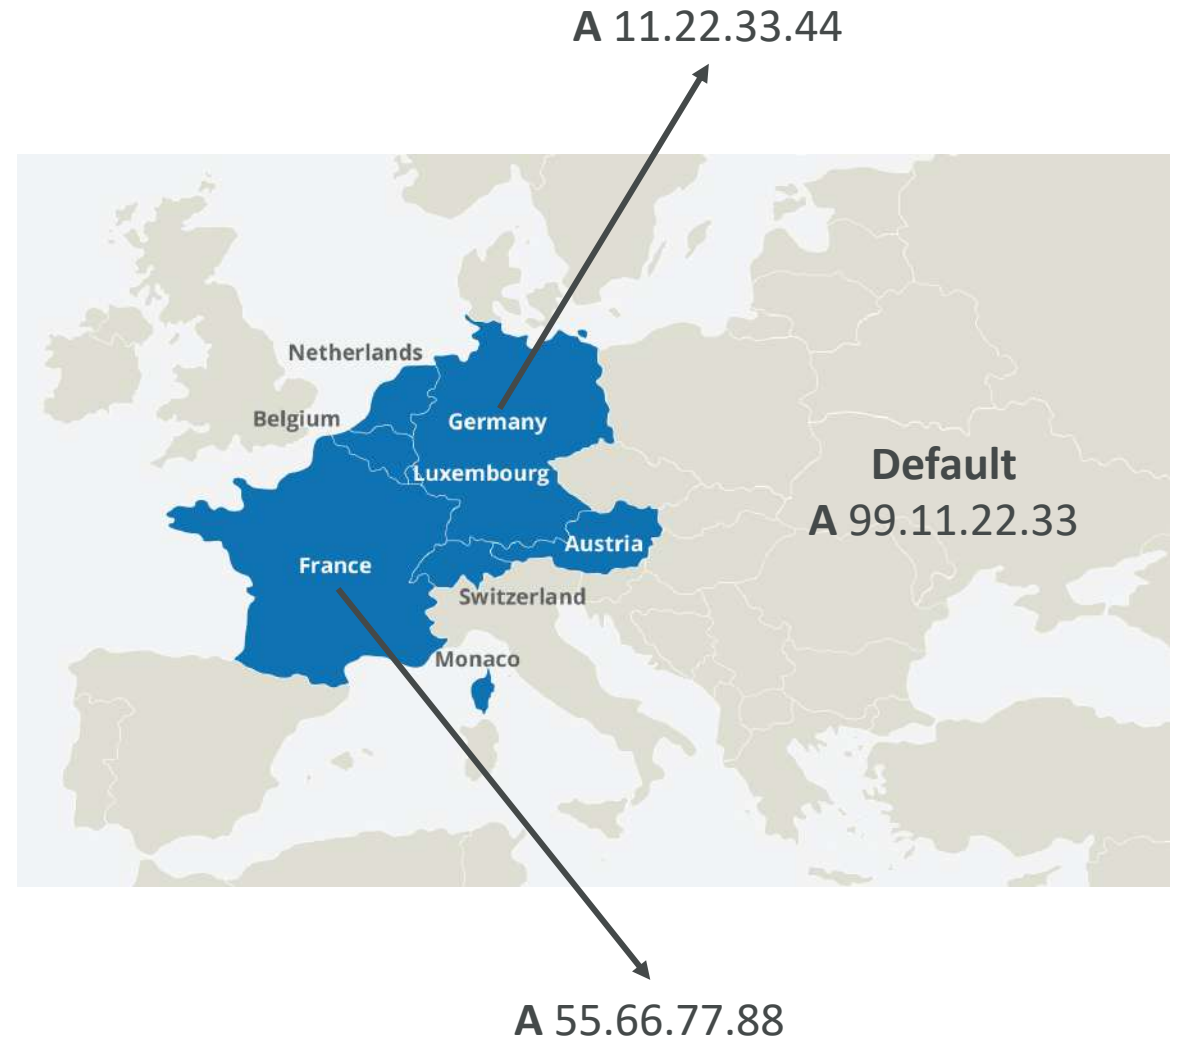 A 11.22.33.44
Netherlands
Belgium
Germany
Luxembourg
Default
A 99.11.22.33
Austria
France
Switzerland
Monaco
A 55.66.77.88